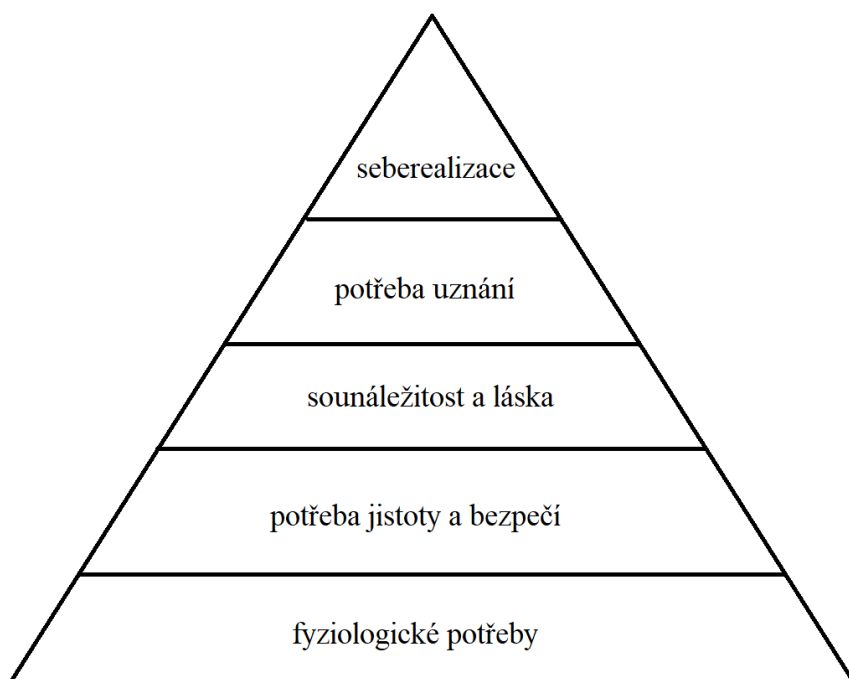 seberealizace
potřeba uznání
sounáležitost a láska
potřeba jistoty a bezpečí
fyziologické potřeby